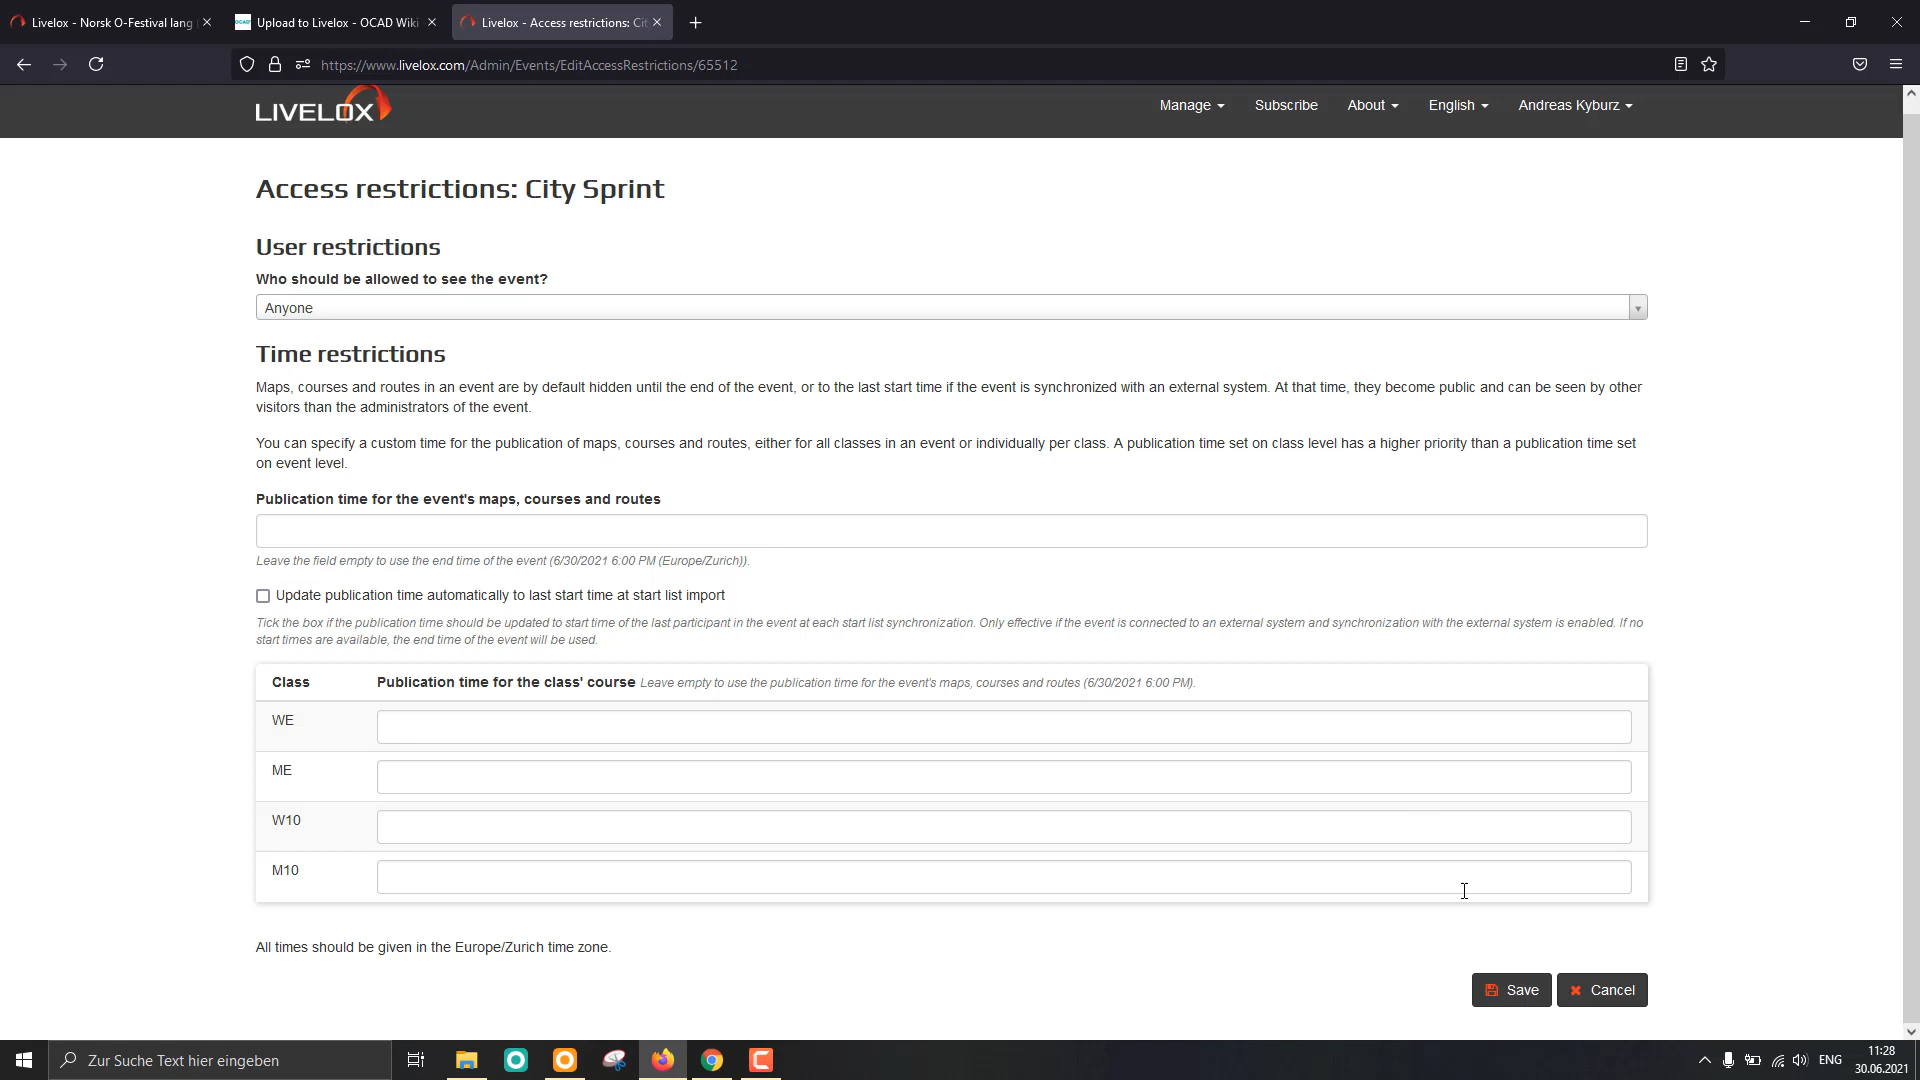 Livelox - Norsk O-Festival lang
Upload to Livelox - OCAD Wiki
Livelox - Access restrictions: Ci
https://www.livelox.com/Admin/Events/EditAccessRestrictions/65512
LIVELOX
Manage
Subscribe
About
English
Andreas Kyburz
Access restrictions: City Sprint
User restrictions
Who should be allowed to see the event?
Anyone
Time restrictions
Maps, courses and routes in an event are by default hidden until the end of the event, or to the last start time if the event is synchronized with an external system. At that time, they become public and can be seen by other
visitors than the administrators of the event.
You can specify a custom time for the publication of maps, courses and routes, either for all classes in an event or individually per class. A publication time set on class level has a higher priority than a publication time set
on event level.
Publication time for the event's maps, courses and routes
Leave the field empty to use the end time of the event (6/30/2021 6:00 PM (Europe/Zurich)).
Update publication time automatically to last start time at start list import
Tick the box if the publication time should be updated to start time of the last participant in the event at each start list synchronization. Only effective if the event is connected to an external system and synchronization with the external system is enabled. If no
start times are available, the end time of the event will be used.
Class
Publication time for the class' course Leave empty to use the publication time for the event's maps, courses and routes (6/30/2021 6:00 PM).
WE
ME
W10
M10
All times should be given in the Europe/Zurich time zone.
Save
Cancel
Zur Suche Text hier eingeben
ENG
11:28
30.06.2021